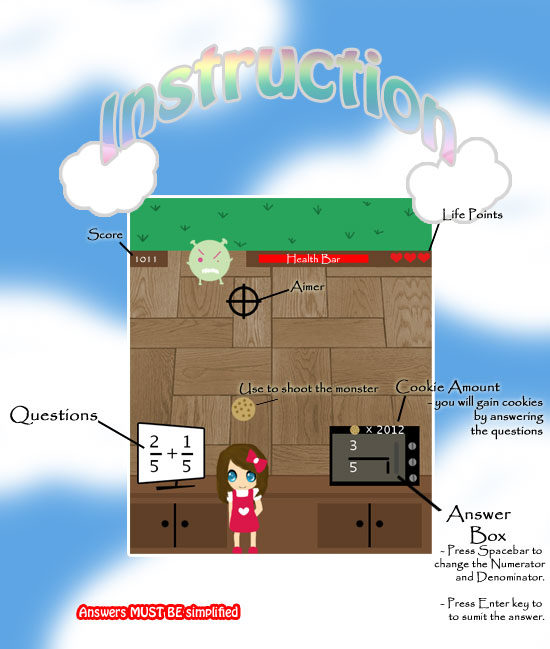 Instruction
Life Points
Score
1011
Health Bar
Aimer
Use to shoot the monster
Cookie Amount
- you will gain cookies
by answering
the questions
Questions
x 2012
2
5
+
1
5
3
5
Answer
Box
- Press Spacebar to
change the Numerator
and Denominator.
- Press Enter key to
to sumit the answer.
Answers MUST BE simplified